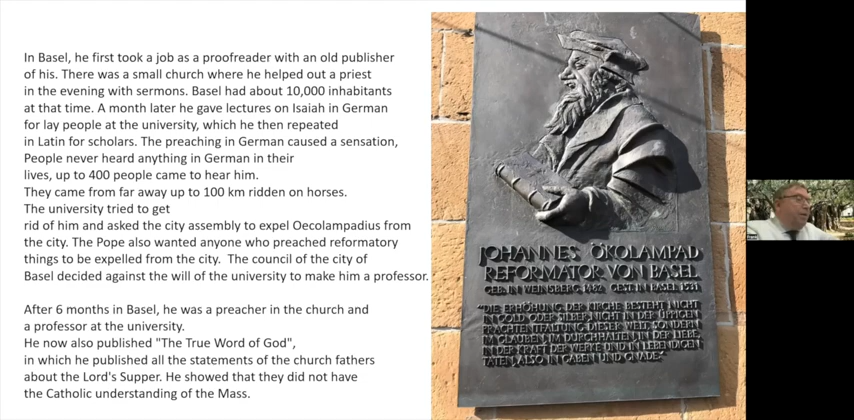 In Basel, he first took a job as a proofreader with an old publisher
of his. There was a small church where he helped out a priest
in the evening with sermons. Basel had about 10,000 inhabitants
at that time. A month later he gave lectures on Isaiah in German
for lay people at the university, which he then repeated
in Latin for scholars. The preaching in German caused a sensation,
People never heard anything in German in their
lives, up to 400 people came to hear him.
They came from far away up to 100 km ridden on horses.
The university tried to get
rid of him and asked the city assembly to expel Oecolampadius from
the city. The Pope also wanted anyone who preached reformatory
things to be expelled from the city.  The council of the city of
Basel decided against the will of the university to make him a professor.
After 6 months in Basel, he was a preacher in the church and
a professor at the university.
He now also published "The True Word of God",
in which he published all the statements of the church fathers
about the Lord's Supper. He showed that they did not have
the Catholic understanding of the Mass.
JOHANNES ÖKOLAMPAD
REFORMATOR VON BASEL
GEB. IN WEINSBERG 1482 GEST. IN BASEL 1531
"DIE ERHÖHUNG DER KIRCHE BESTEHT NICHT
IN GOLD ODER SILBER, NICHT IN DER ÜPPIGEN
PRACHTENTFALTUNG DIESER WELT, SONDERN
IM GLAUBEN, IM DURCHHALTEN, IN DER LIEBE,
IN DER KRAFT DER WERKE UND IN LEBENDIGEN
TATEN, ALSO IN GABEN UND GNADE"